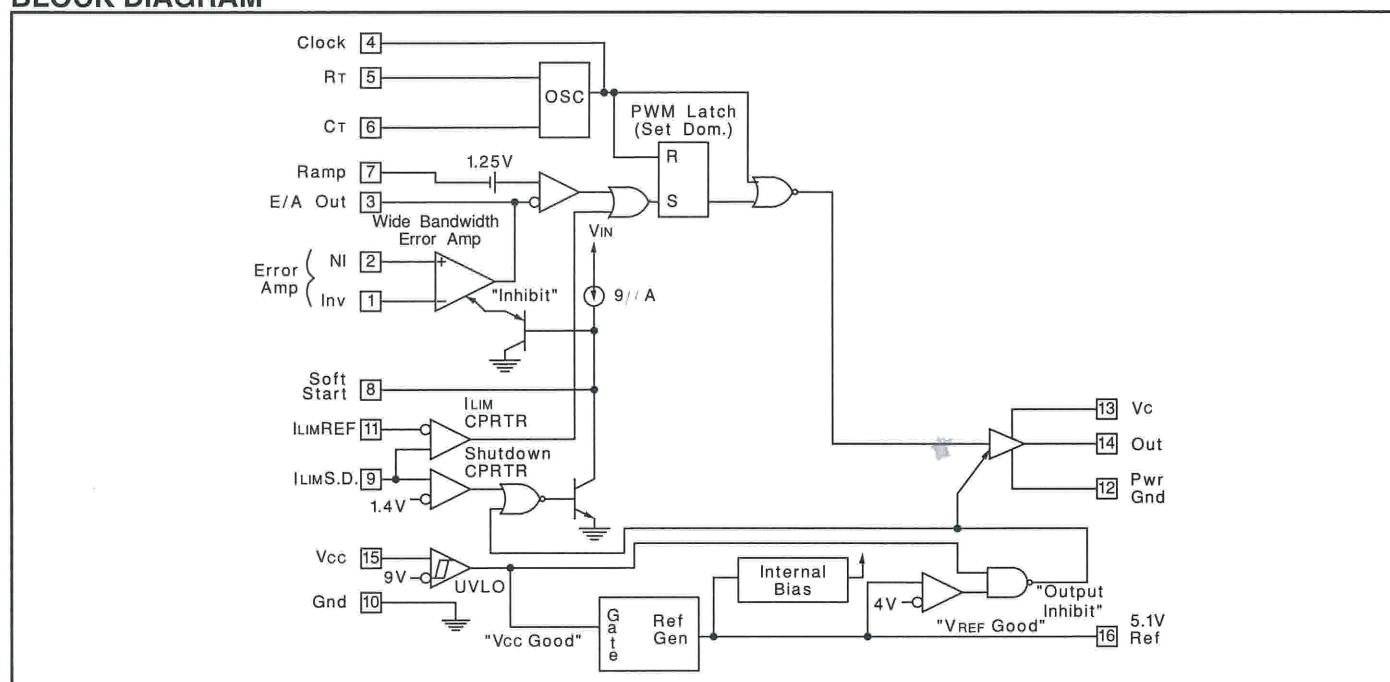 BLOCK DIAGRAM
Clock 4
RT 5
OSC
CT 6
PWM Latch
(Set Dom.)
R
S
Ramp 7
1.25V
E/A Out 3
Wide Bandwidth
Error Amp
VIN
Error
Amp
NI 2
+
Inv 1
−
"Inhibit"
9//A
Soft
Start 8
ILIM
CPRTR
ILIMREF 11
Shutdown
CPRTR
ILIMS.D. 9
1.4V
13 Vc
14 Out
12 Pwr
Gnd
Vcc 15
9V
UVLO
Gnd 10
"Vcc Good"
Gate
Ref
Gen
Internal
Bias
4V
"VREF Good"
"Output
Inhibit"
16 5.1V
Ref